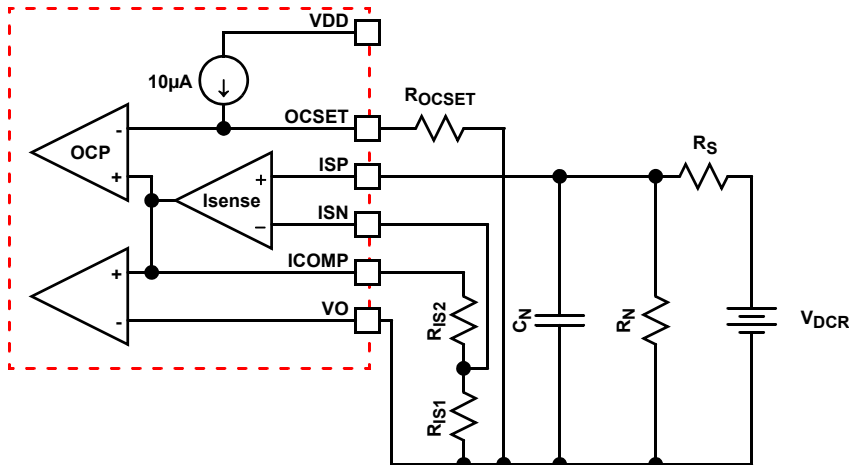 VDD
10µA
↓
OCSET
ROCSET
-
OCP
+
ISP
RS
+
Isense
ISN
–
ICOMP
+
VO
-
RIS2
CN
RN
VDCR
RIS1